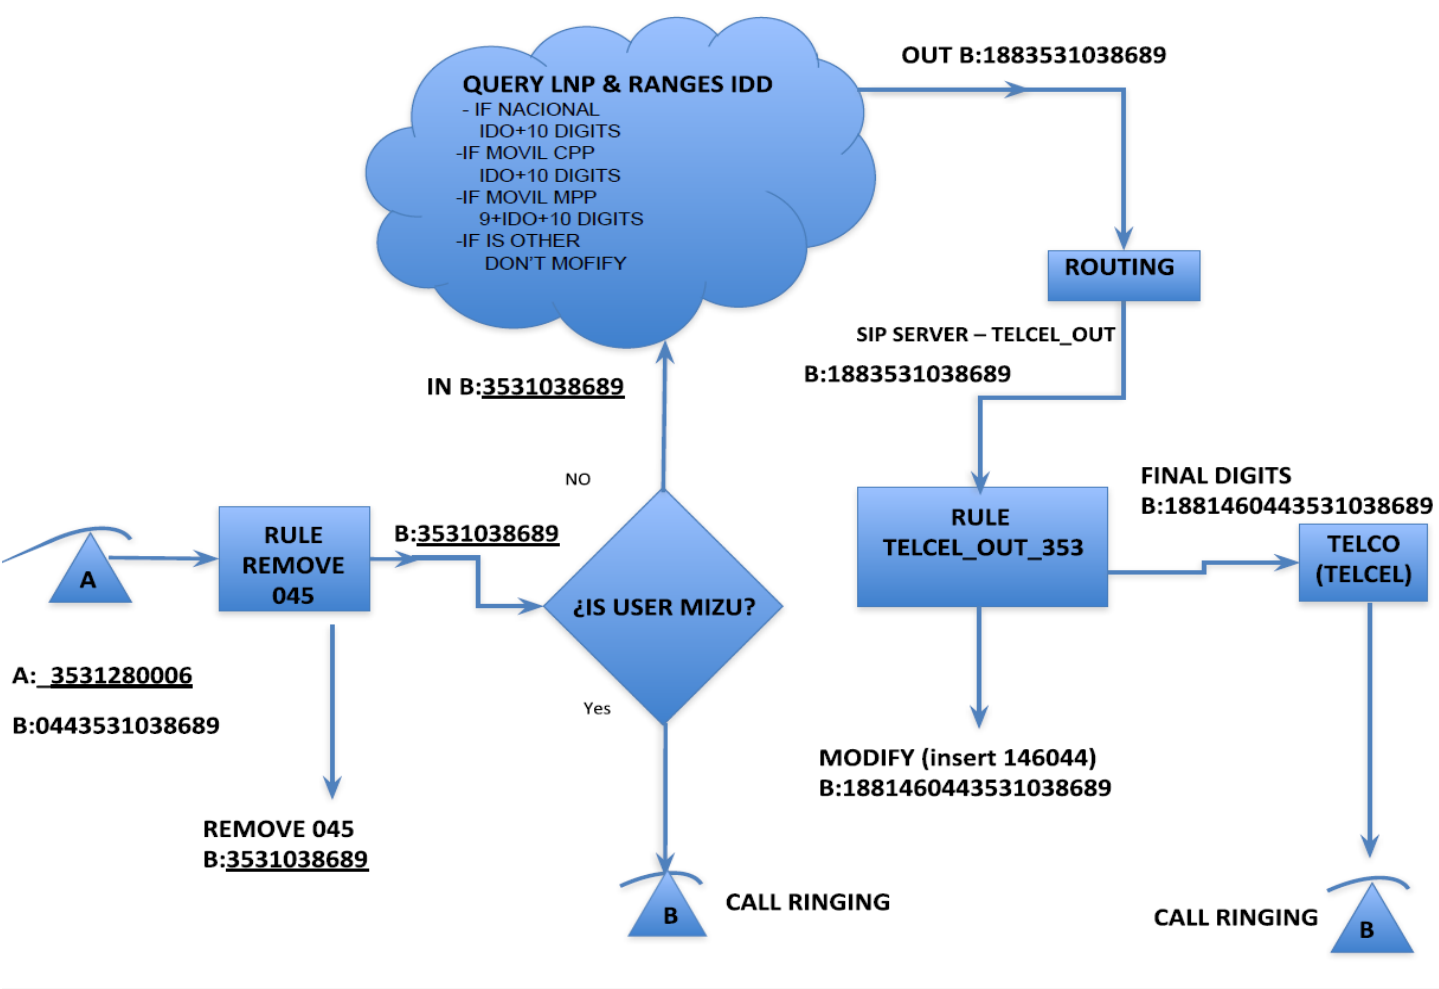 QUERY LNP & RANGES IDD
- IF NACIONAL
IDO+10 DIGITS
-IF MOVIL CPP
IDO+10 DIGITS
-IF MOVIL MPP
9+IDO+10 DIGITS
-IF IS OTHER
DON'T MOFIFY
OUT B:1883531038689
ROUTING
SIP SERVER – TELCEL_OUT
B:1883531038689
IN B:3531038689
NO
A
RULE
REMOVE
045
B:3531038689
¿IS USER MIZU?
Yes
RULE
TELCEL_OUT_353
FINAL DIGITS
B:1881460443531038689
TELCO
(TELCEL)
A:_3531280006
B:0443531038689
REMOVE 045
B:3531038689
MODIFY (insert 146044)
B:1881460443531038689
B
CALL RINGING
CALL RINGING
B